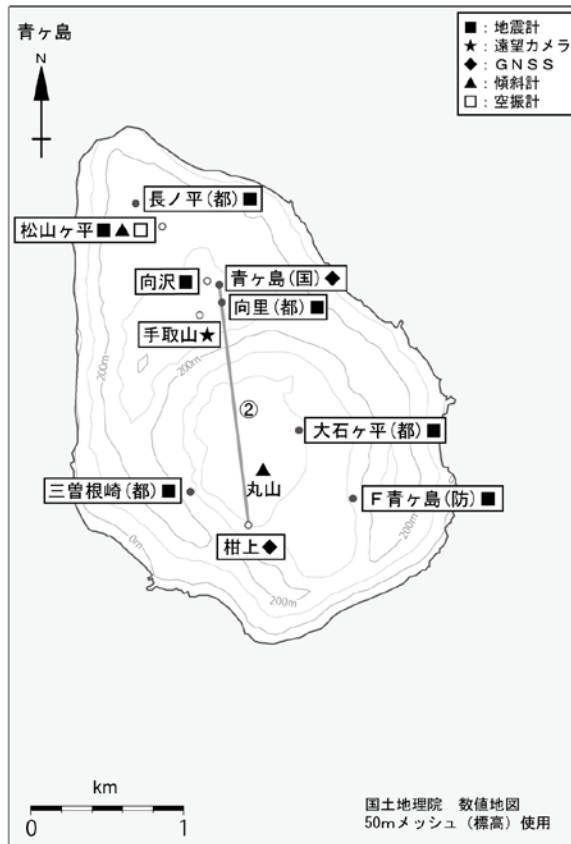 青ヶ島
N
■：地震計
★：遠望カメラ
◆：ＧＮＳＳ
▲：傾斜計
□：空振計
長ノ平(都)■
松山ヶ平■▲□
向沢■
青ヶ島(国)◆
向里(都)■
手取山★
200m
200m
②
大石ヶ平(都)■
丸山
三曽根崎(都)■
Ｆ青ヶ島(防)■
0m
柑上◆
200m
200m
km
0 1
国土地理院　数値地図
50mメッシュ（標高）使用